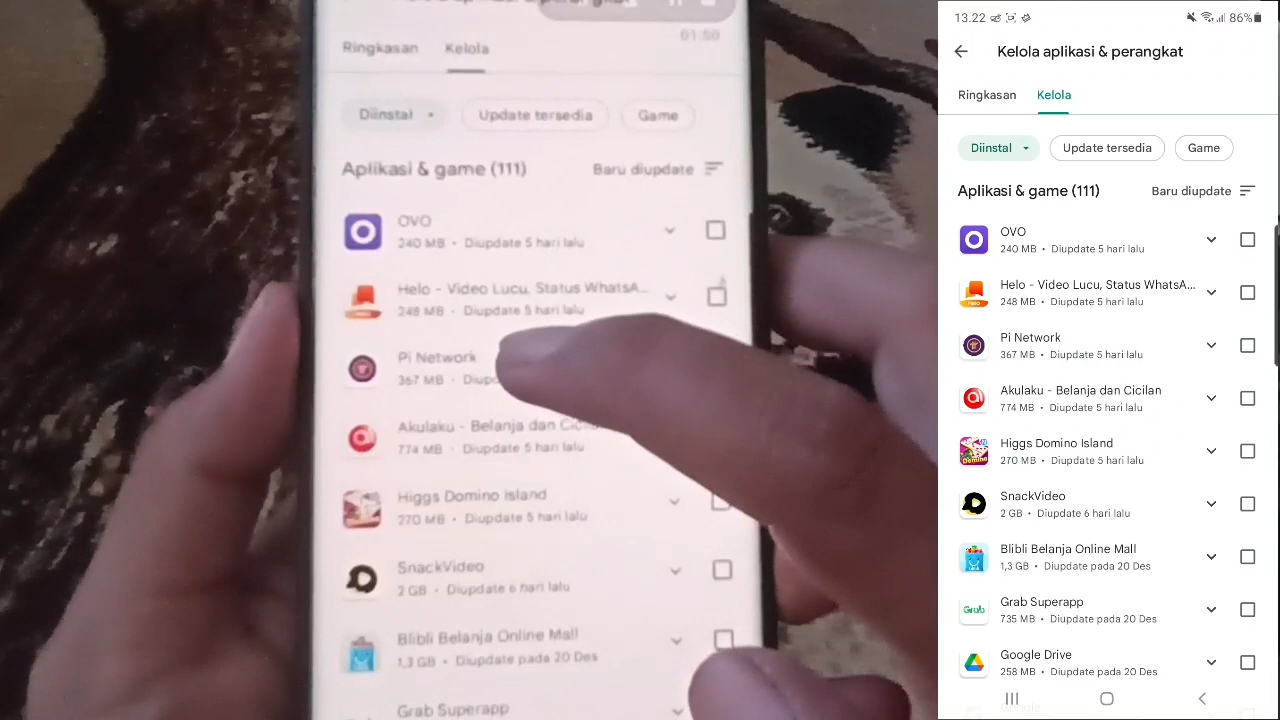 Ringkasan Kelola
01:50
Diinstal Update tersedia Game
Aplikasi & game (111) Baru diupdate
OVO
240 MB • Diupdate 5 hari lalu
Helo - Video Lucu, Status WhatsA...
248 MB • Diupdate 5 hari lalu
Pi Network
367 MB •
Akulaku - Belanja dan
774 MB • Diupdate 5 hari lalu
Higgs Domino Island
270 MB • Diupdate 5 hari lalu
SnackVideo
2 GB • Diupdate 6 hari lalu
Blibli Belanja Online Mall
1,3 GB • Diupdate pada 20 Des
Grab Superapp
13.22 86%
Kelola aplikasi & perangkat
Ringkasan Kelola
Diinstal Update tersedia Game
Aplikasi & game (111) Baru diupdate
OVO
240 MB • Diupdate 5 hari lalu
Helo - Video Lucu, Status WhatsA...
HELO
248 MB • Diupdate 5 hari lalu
Pi Network
367 MB • Diupdate 5 hari lalu
Akulaku - Belanja dan Cicilan
774 MB • Diupdate 5 hari lalu
Higgs Domino Island
Domino
270 MB • Diupdate 5 hari lalu
SnackVideo
2 GB • Diupdate 6 hari lalu
Blibli Belanja Online Mall
1,3 GB • Diupdate pada 20 Des
Grab Superapp
Grab
735 MB • Diupdate pada 20 Des
Google Drive
258 MB • Diupdate pada 20 Des
Google